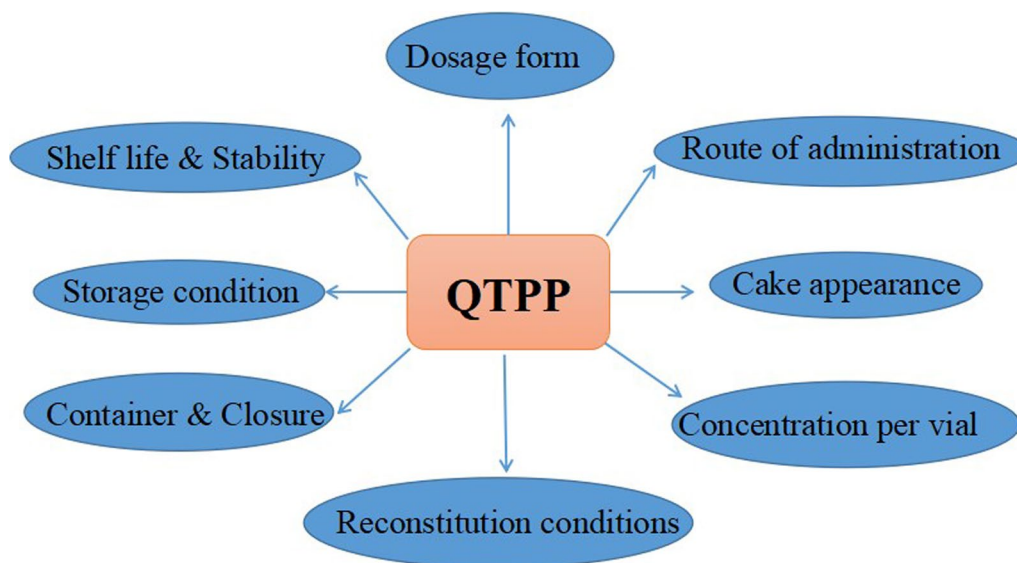 Dosage form
Shelf life & Stability
Route of administration
Storage condition
QTPP
Cake appearance
Container & Closure
Concentration per vial
Reconstitution conditions